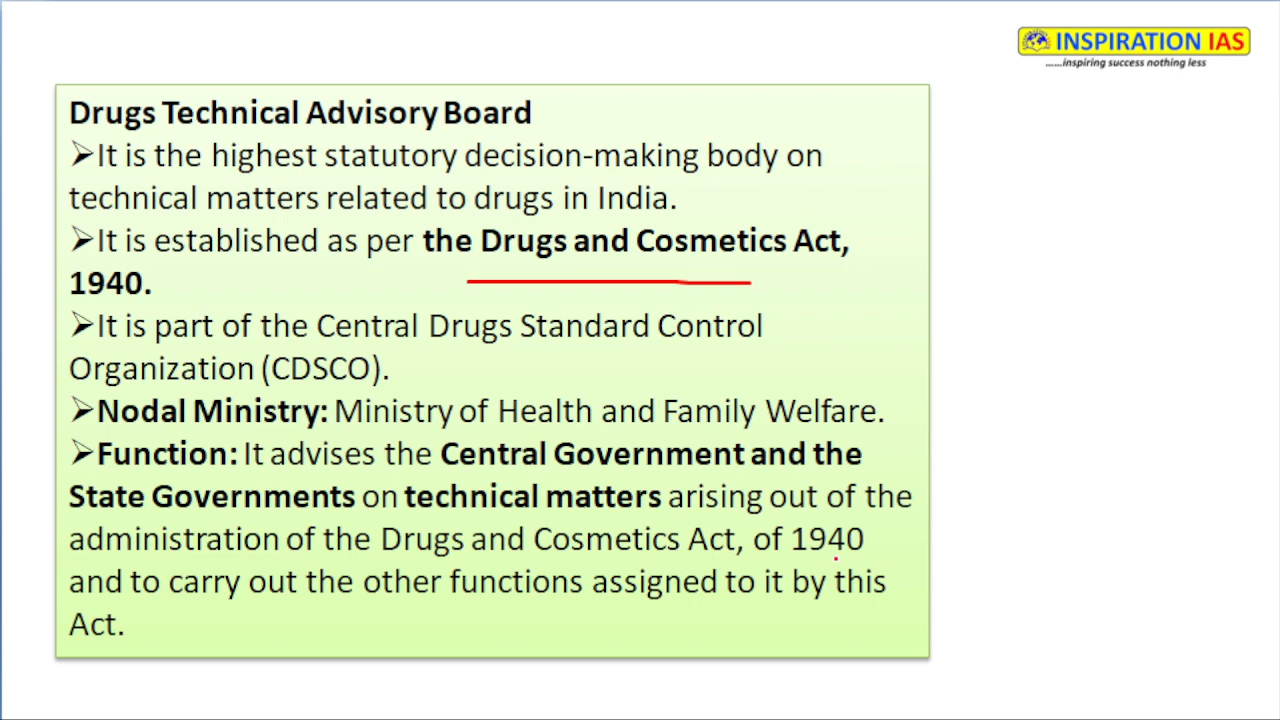 INSPIRATION IAS
......inspiring success nothing less
Drugs Technical Advisory Board
➢It is the highest statutory decision-making body on
technical matters related to drugs in India.
➢It is established as per the Drugs and Cosmetics Act,
1940.
➢It is part of the Central Drugs Standard Control
Organization (CDSCO).
➢Nodal Ministry: Ministry of Health and Family Welfare.
➢Function: It advises the Central Government and the
State Governments on technical matters arising out of the
administration of the Drugs and Cosmetics Act, of 1940
and to carry out the other functions assigned to it by this
Act.